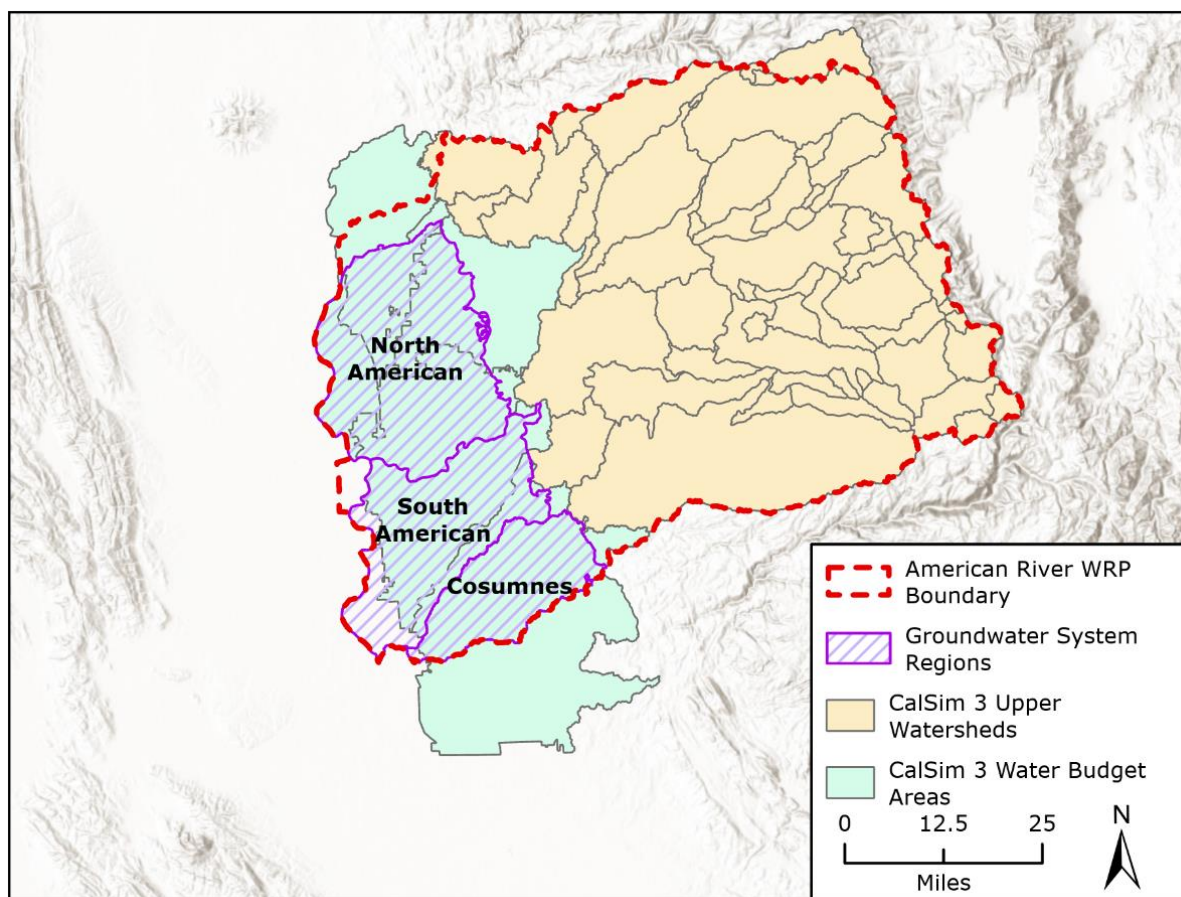 North
American
South
American
Cosumnes
American River WRP
Boundary
Groundwater System
Regions
CalSim 3 Upper
Watersheds
CalSim 3 Water Budget
Areas
0 12.5 25
Miles
N